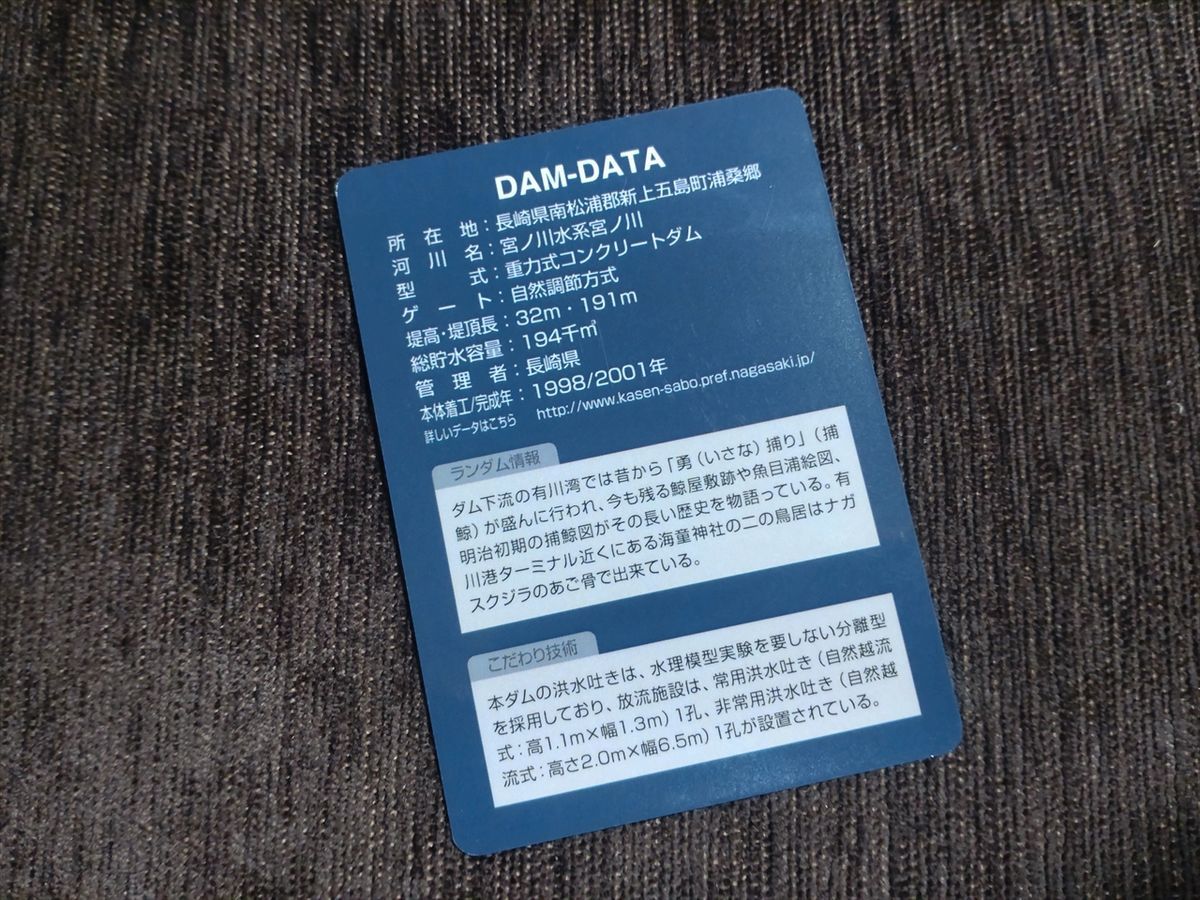 DAM-DATA
所在地：長崎県南松浦郡新上五島町浦桑郷
河川名：宮ノ川水系宮ノ川
型式：重力式コンクリートダム
ゲート：自然調節方式
堤高・堤頂長：32m・191m
総貯水容量：194千㎥
管理者：長崎県
本体着工/完成年：1998/2001年
詳しいデータはこちら http://www.kasen-sabo.pref.nagasaki.jp/
ランダム情報
ダム下流の有川湾では昔から「勇（いさな）捕り」（捕
鯨）が盛んに行われ、今も残る鯨屋敷跡や魚目浦絵図、
明治初期の捕鯨図がその長い歴史を物語っている。有
川港ターミナル近くにある海童神社の二の鳥居はナガ
スクジラのあご骨で出来ている。
こだわり技術
本ダムの洪水吐きは、水理模型実験を要しない分離型
を採用しており、放流施設は、常用洪水吐き（自然越流
式：高1.1m×幅1.3m）1孔、非常用洪水吐き（自然越
流式：高さ2.0m×幅6.5m）1孔が設置されている。